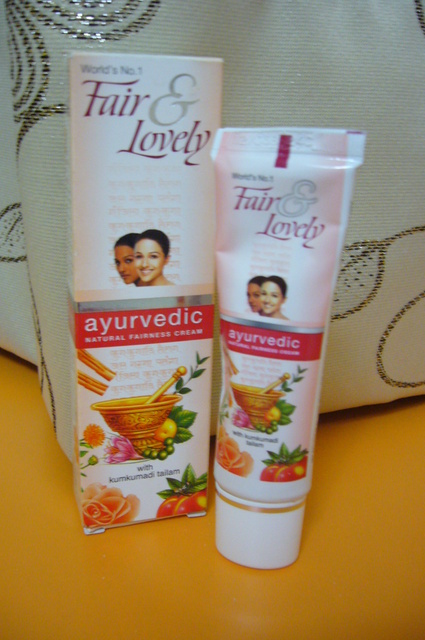 World's No.1
Fair &
Lovely
ayurvedic
NATURAL FAIRNESS CREAM
with
kumkumadi tailam
World's No.1
Fair &
Lovely
ayurvedic
NATURAL FAIRNESS CREAM
with kumkumadi
tailam